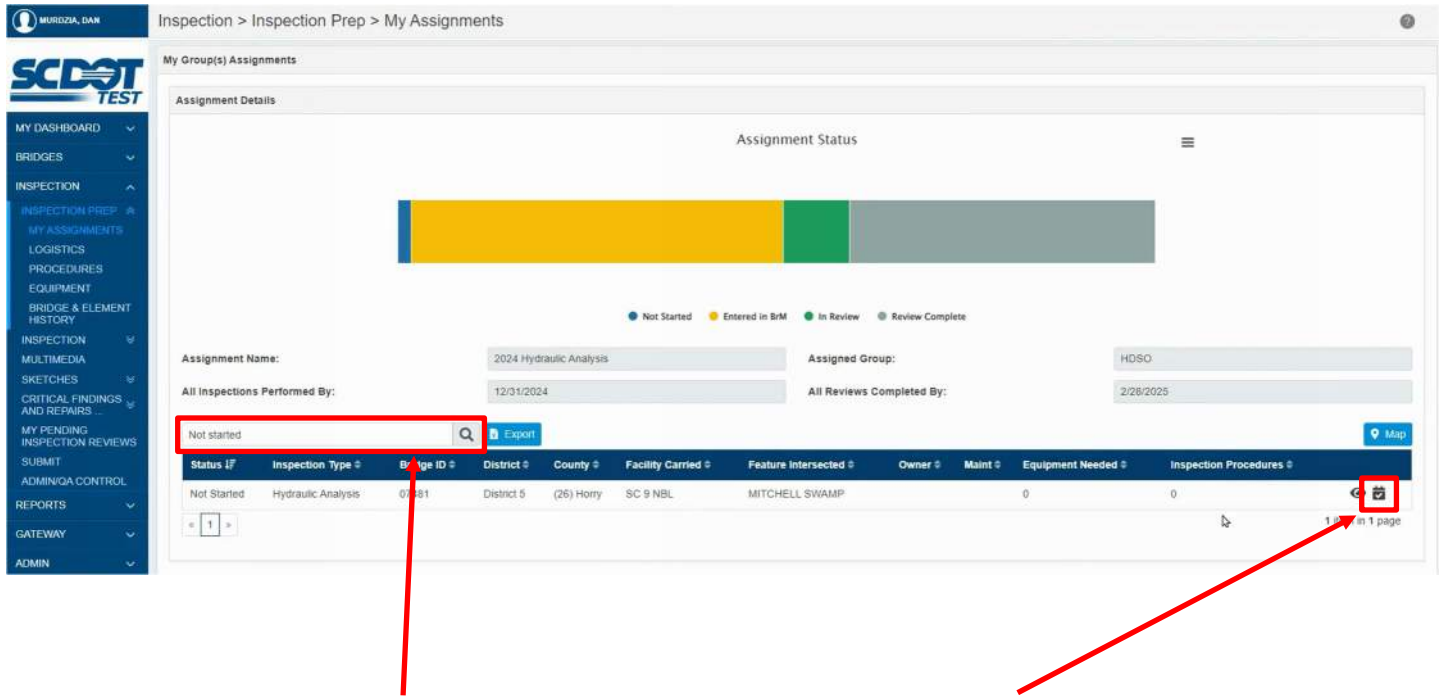 MURDZIA, DAN
Inspection > Inspection Prep > My Assignments
SCDOT
TEST
MY DASHBOARD
BRIDGES
INSPECTION
INSPECTION PREP
MY ASSIGNMENTS
LOGISTICS
PROCEDURES
EQUIPMENT
BRIDGE & ELEMENT
HISTORY
INSPECTION
MULTIMEDIA
SKETCHES
CRITICAL FINDINGS
AND REPAIRS ...
MY PENDING
INSPECTION REVIEWS
SUBMIT
ADMIN/QA CONTROL
REPORTS
GATEWAY
ADMIN
My Group(s) Assignments
Assignment Details
Assignment Status
Not Started Entered in BrM In Review Review Complete
Assignment Name: 2024 Hydraulic Analysis Assigned Group: HDSO
All Inspections Performed By: 12/31/2024 All Reviews Completed By: 2/28/2025
Not started Export Map
Status Inspection Type Bridge ID District County Facility Carried Feature Intersected Owner Maint Equipment Needed Inspection Procedures
Not Started Hydraulic Analysis District 5 (26) Horry SC 9 NBL MITCHELL SWAMP 0 0
« 1 » 1 in 1 page